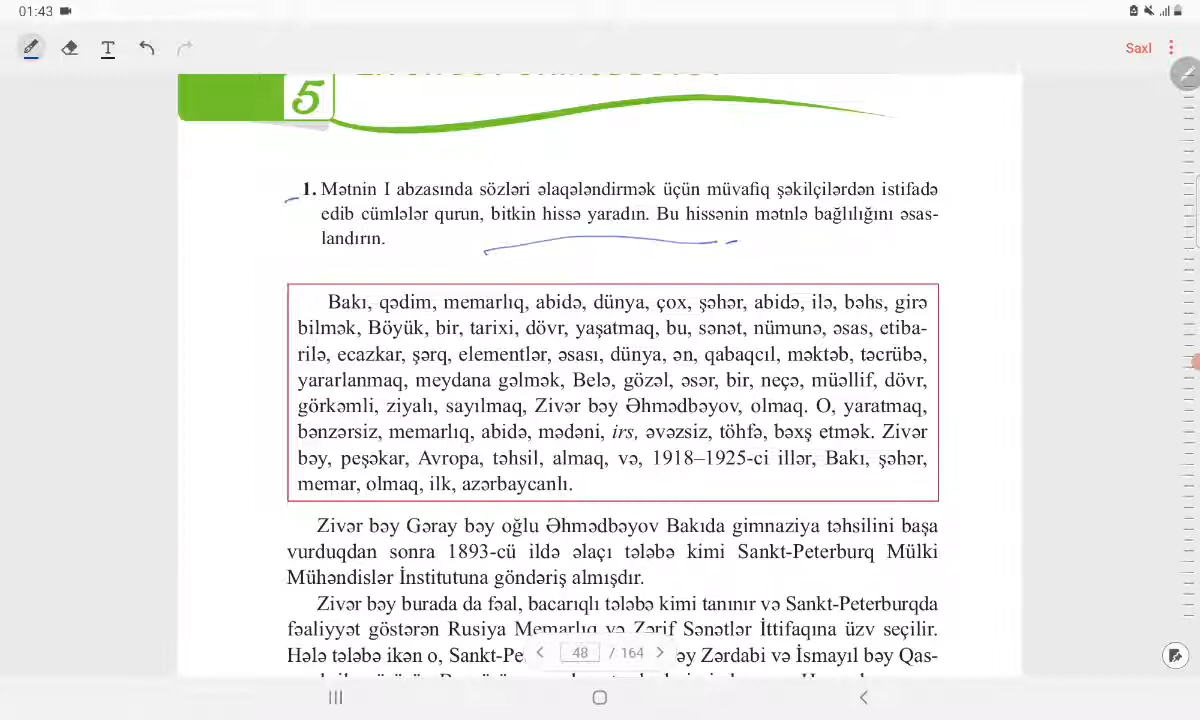 01:43
Saxl
5
1. Mətnin I abzasında sözləri əlaqələndirmək üçün müvafiq şəkilçilərdən istifadə
edib cümlələr qurun, bitkin hissə yaradın. Bu hissənin mətnlə bağlılığını əsas-
landırın.
Bakı, qədim, memarlıq, abidə, dünya, çox, şəhər, abidə, ilə, bəhs, girə
bilmək, Böyük, bir, tarixi, dövr, yaşatmaq, bu, sənət, nümunə, əsas, etiba-
rilə, ecazkar, şərq, elementlər, əsası, dünya, ən, qabaqcıl, məktəb, təcrübə,
yararlanmaq, meydana gəlmək, Belə, gözəl, əsər, bir, neçə, müəllif, dövr,
görkəmli, ziyalı, sayılmaq, Zivər bəy Əhmədbəyov, olmaq. O, yaratmaq,
bənzərsiz, memarlıq, abidə, mədəni, irs, əvəzsiz, töhfə, bəxş etmək. Zivər
bəy, peşəkar, Avropa, təhsil, almaq, və, 1918–1925-ci illər, Bakı, şəhər,
memar, olmaq, ilk, azərbaycanlı.
Zivər bəy Gəray bəy oğlu Əhmədbəyov Bakıda gimnaziya təhsilini başa
vurduqdan sonra 1893-cü ildə əlaçı tələbə kimi Sankt-Peterburq Mülki
Mühəndislər İnstitutuna göndəriş almışdır.
Zivər bəy burada da fəal, bacarıqlı tələbə kimi tanınır və Sankt-Peterburqda
fəaliyyət göstərən Rusiya Memarlıq və Zərif Sənətlər İttifaqına üzv seçilir.
Hələ tələbə ikən o, Sankt-Pe əy Zərdabi və İsmayıl bəy Qas-
48 / 164